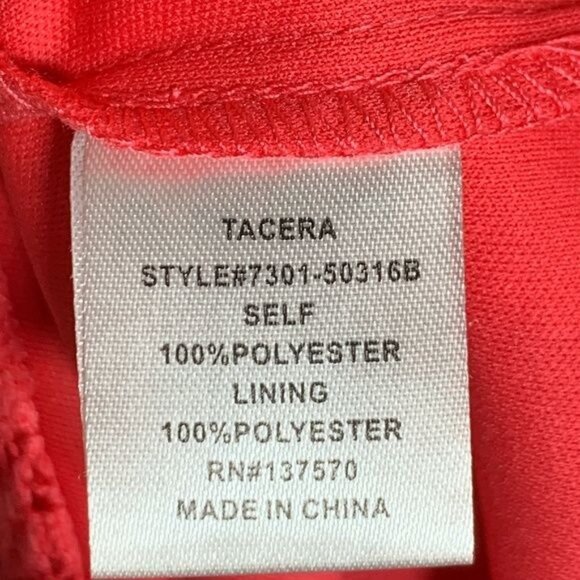 TACERA
STYLE#7301-50316B
SELF
100%POLYESTER
LINING
100%POLYESTER
RN#137570
MADE IN CHINA